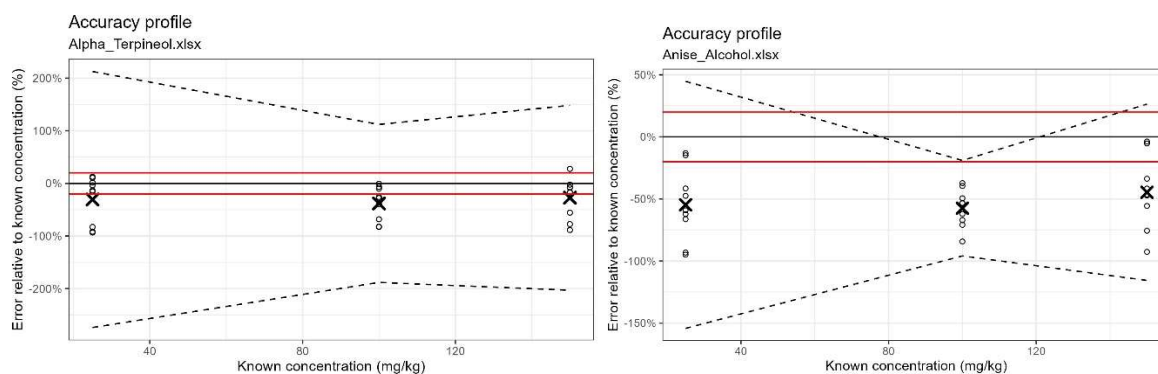 Accuracy profile
Alpha_Terpineol.xlsx
Error relative to known concentration (%)
200%
100%
0%
-100%
-200%
40
80
120
Known concentration (mg/kg)
Accuracy profile
Anise_Alcohol.xlsx
Error relative to known concentration (%)
50%
0%
-50%
-100%
-150%
40
80
120
Known concentration (mg/kg)